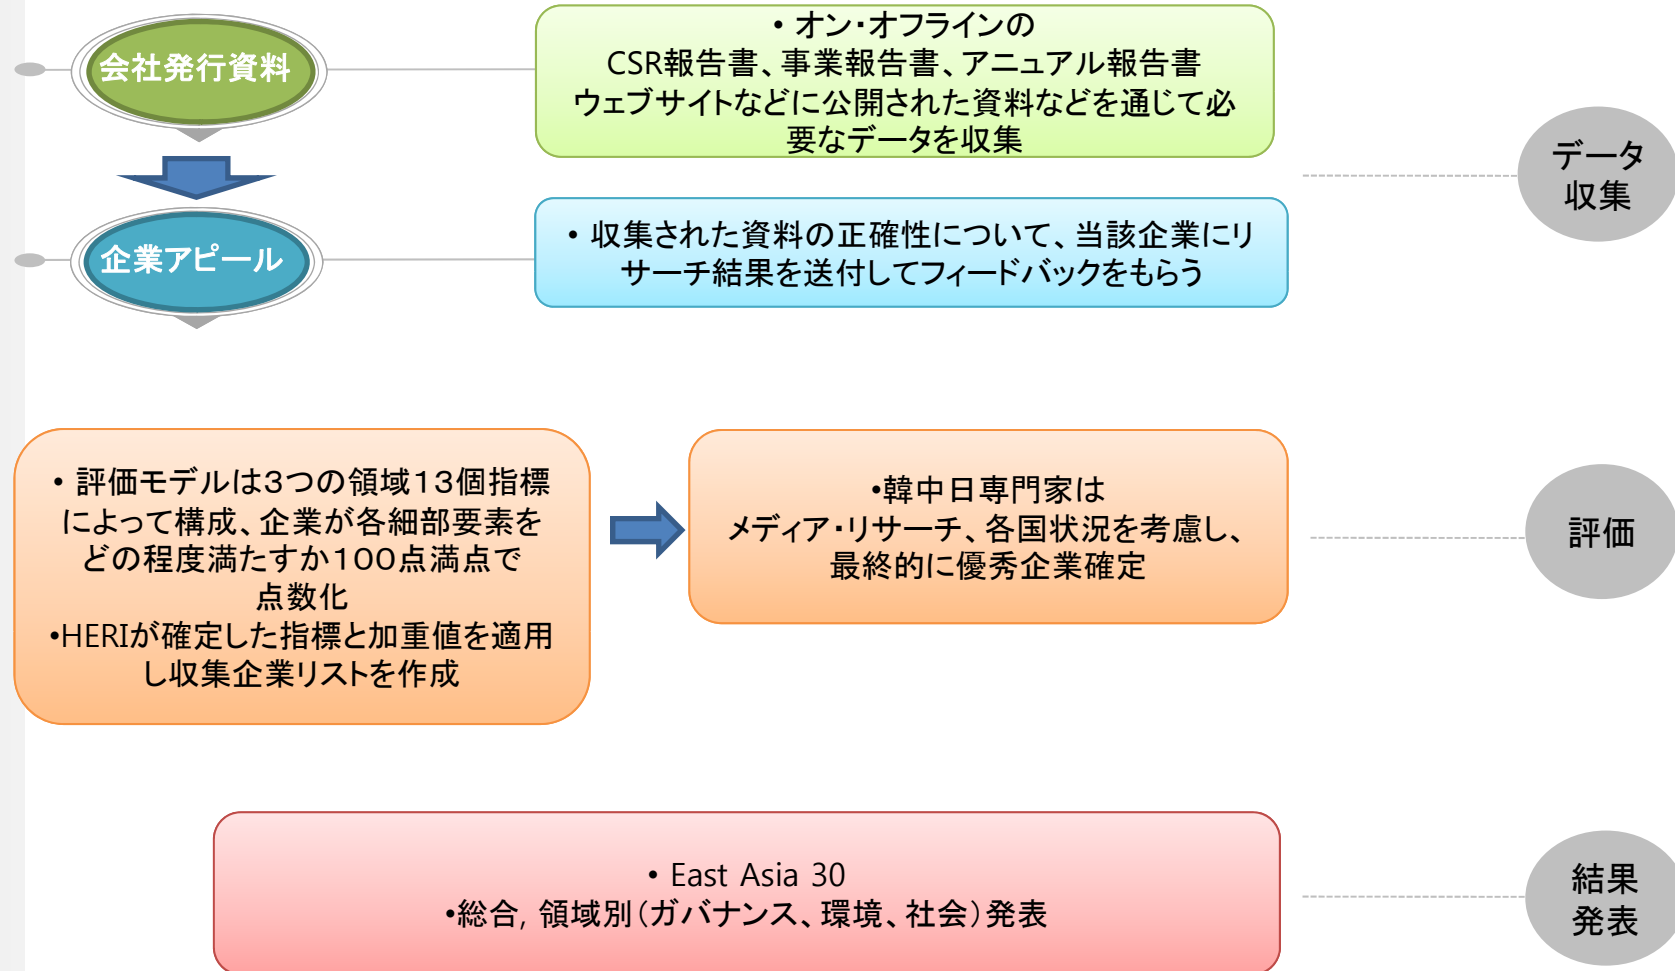 会社発行資料
• オン・オフラインの
CSR報告書、事業報告書、アニュアル報告書
ウェブサイトなどに公開された資料などを通じて必
要なデータを収集
データ
収集
企業アピール
• 収集された資料の正確性について、当該企業にリ
サーチ結果を送付してフィードバックをもらう
• 評価モデルは3つの領域13個指標
によって構成、企業が各細部要素を
どの程度満たすか100点満点で
点数化
•HERIが確定した指標と加重値を適用
し収集企業リストを作成
•韓中日専門家は
メディア・リサーチ、各国状況を考慮し、
最終的に優秀企業確定
評価
• East Asia 30
•総合, 領域別(ガバナンス、環境、社会)発表
結果
発表